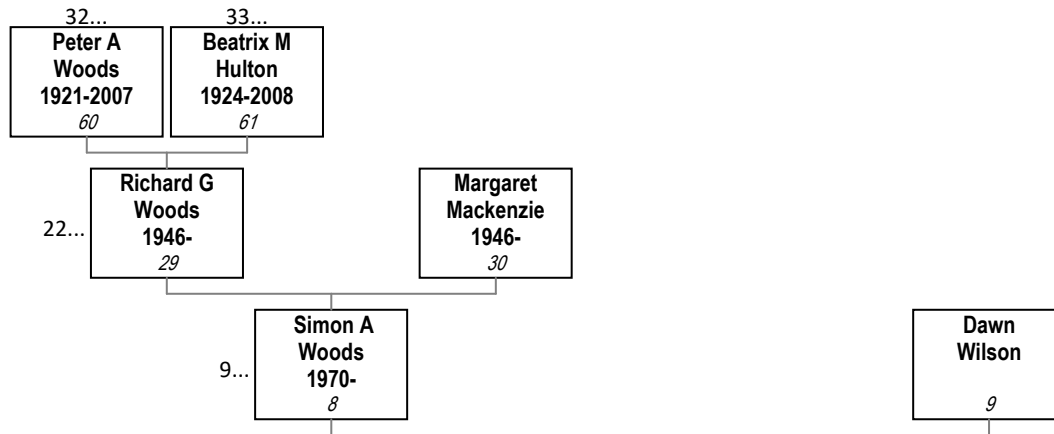 32...
33...
Peter A
Woods
1921-2007
60
Beatrix M
Hulton
1924-2008
61
22...
Richard G
Woods
1946-
29
Margaret
Mackenzie
1946-
30
9...
Simon A
Woods
1970-
8
Dawn
Wilson
9